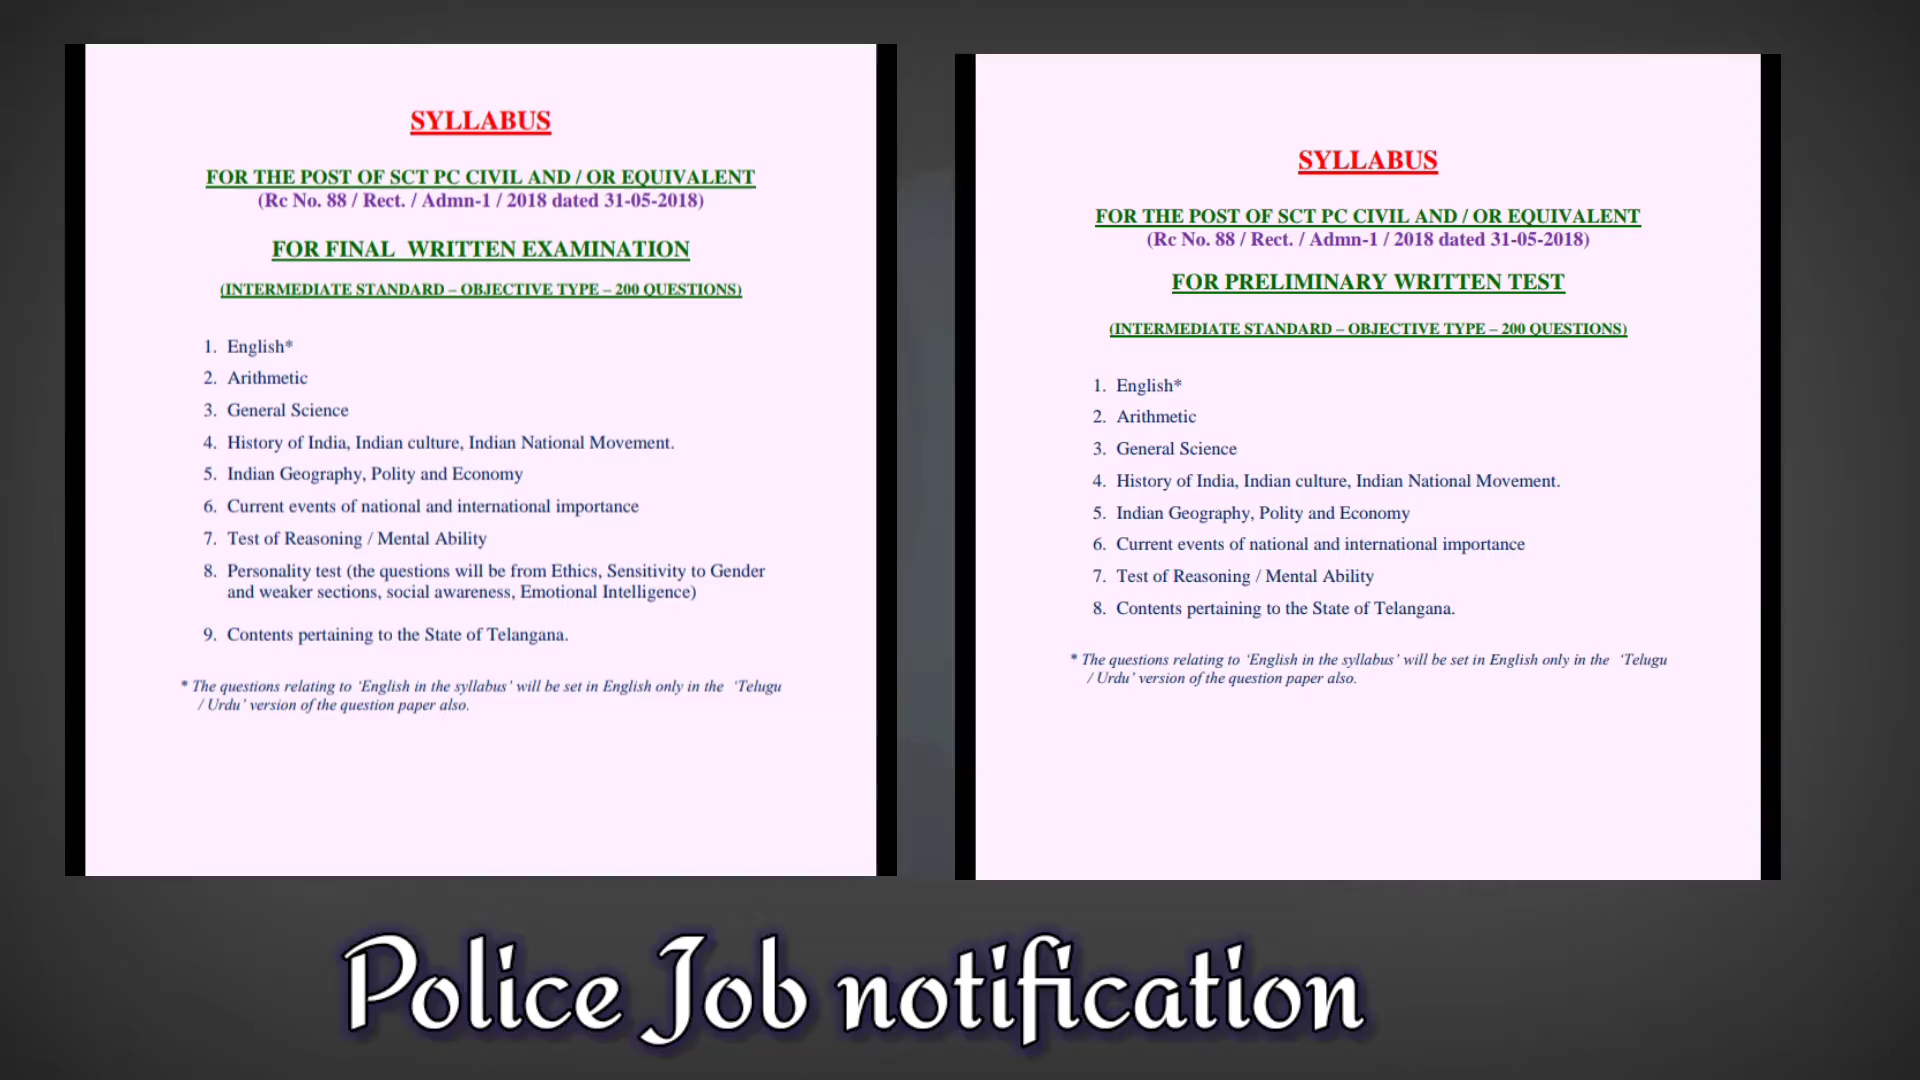 SYLLABUS
FOR THE POST OF SCT PC CIVIL AND / OR EQUIVALENT
(Rc No. 88 / Rect. / Admn-1 / 2018 dated 31-05-2018)
FOR FINAL WRITTEN EXAMINATION
(INTERMEDIATE STANDARD – OBJECTIVE TYPE – 200 QUESTIONS)
1. English*
2. Arithmetic
3. General Science
4. History of India, Indian culture, Indian National Movement.
5. Indian Geography, Polity and Economy
6. Current events of national and international importance
7. Test of Reasoning / Mental Ability
8. Personality test (the questions will be from Ethics, Sensitivity to Gender
and weaker sections, social awareness, Emotional Intelligence)
9. Contents pertaining to the State of Telangana.
* The questions relating to ‘English in the syllabus’ will be set in English only in the ‘Telugu
/ Urdu’ version of the question paper also.
SYLLABUS
FOR THE POST OF SCT PC CIVIL AND / OR EQUIVALENT
(Rc No. 88 / Rect. / Admn-1 / 2018 dated 31-05-2018)
FOR PRELIMINARY WRITTEN TEST
(INTERMEDIATE STANDARD – OBJECTIVE TYPE – 200 QUESTIONS)
1. English*
2. Arithmetic
3. General Science
4. History of India, Indian culture, Indian National Movement.
5. Indian Geography, Polity and Economy
6. Current events of national and international importance
7. Test of Reasoning / Mental Ability
8. Contents pertaining to the State of Telangana.
* The questions relating to ‘English in the syllabus’ will be set in English only in the ‘Telugu
/ Urdu’ version of the question paper also.
Police Job notification